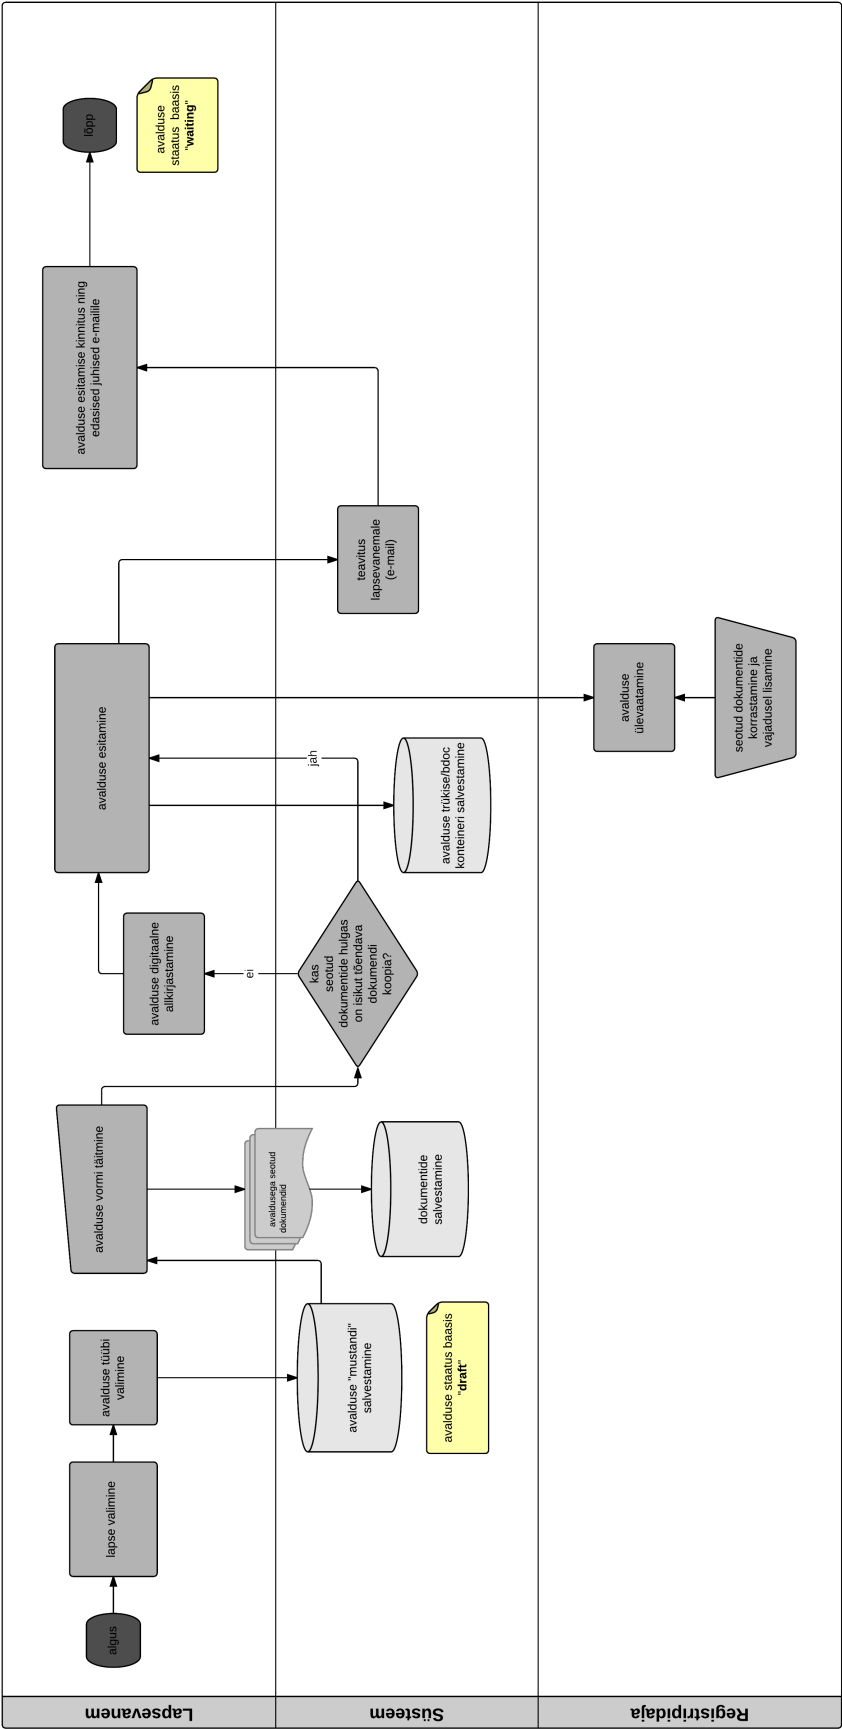 Lapsevanem
algus
lapse valimine
avalduse tüübi
valimine
avalduse vormi täitmine
avalduse digitaalne
allkirjastamine
avalduse esitamine
avalduse esitamise kinnitus ning
edasised juhised e-mailile
lõpp
avalduse
staatus baasis
"waiting"
Süsteem
avalduse "mustandi"
salvestamine
avalduse staatus baasis
"draft"
avaldusega seotud
dokumendid
dokumentide
salvestamine
kas
seotud
dokumentide hulgas
on isikut tõendava
dokumendi
koopia?
ei
jah
avalduse trükise/bdoc
konteineri salvestamine
teavitus
lapsevanemale
(e-mail)
Registripidaja
avalduse
ülevaatamine
seotud dokumentide
korrastamine ja
vajadusel lisamine